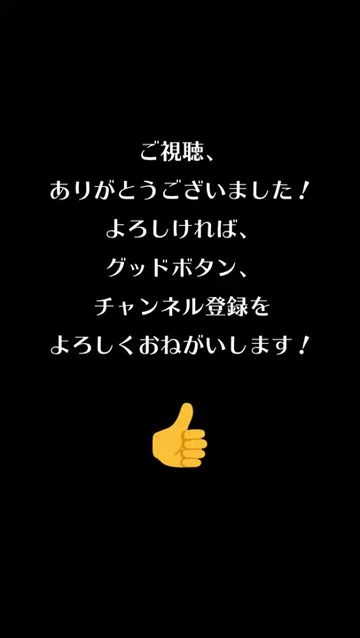 ご視聴、
ありがとうございました！
よろしければ、
グッドボタン、
チャンネル登録を
よろしくおねがいします！